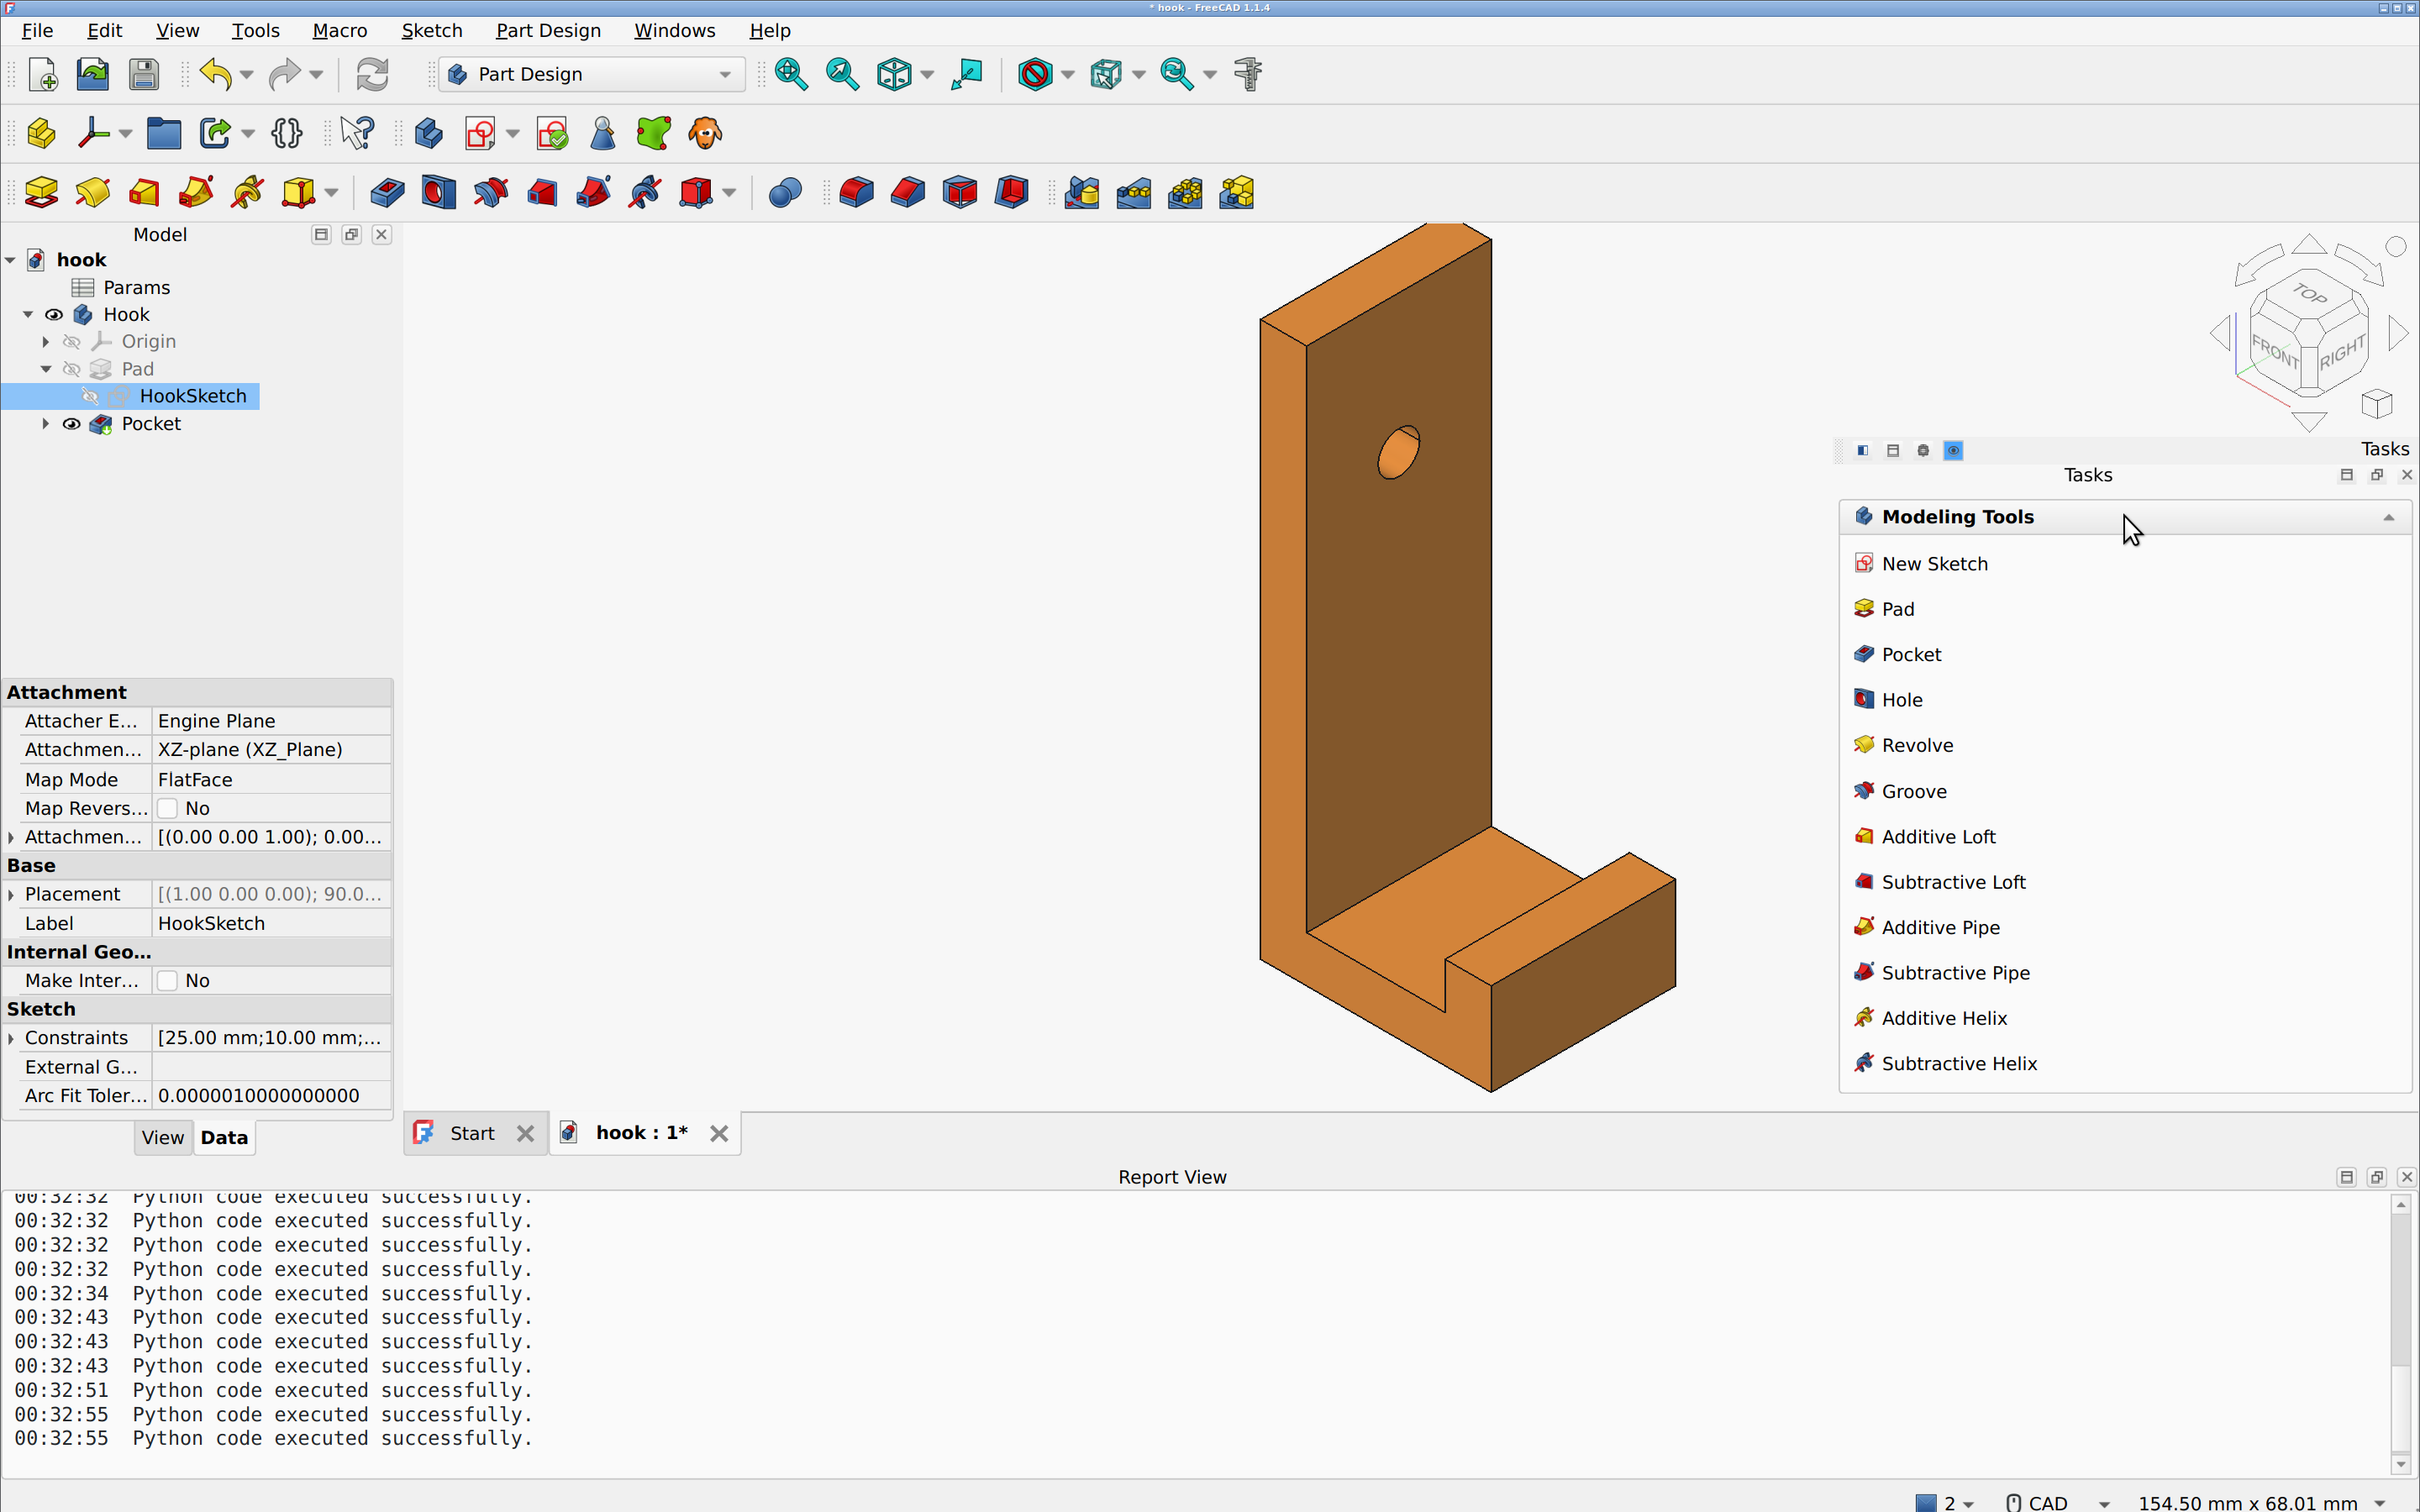 * hook - FreeCAD 1.1.4
File Edit View Tools Macro Sketch Part Design Windows Help
Part Design
Model
hook
Params
Hook
Origin
Pad
HookSketch
Pocket
TOP
FRONT
RIGHT
Tasks
Tasks
Modeling Tools
New Sketch
Pad
Pocket
Hole
Revolve
Groove
Additive Loft
Subtractive Loft
Additive Pipe
Subtractive Pipe
Additive Helix
Subtractive Helix
Attachment
Attacher E... Engine Plane
Attachmen... XZ-plane (XZ_Plane)
Map Mode FlatFace
Map Revers... No
Attachmen... [(0.00 0.00 1.00); 0.00...
Base
Placement [(1.00 0.00 0.00); 90.0...
Label HookSketch
Internal Geo...
Make Inter... No
Sketch
Constraints [25.00 mm;10.00 mm;...
External G...
Arc Fit Toler... 0.0000010000000000
View Data
Start hook : 1*
Report View
00:32:32 Python code executed successfully.
00:32:32 Python code executed successfully.
00:32:32 Python code executed successfully.
00:32:32 Python code executed successfully.
00:32:34 Python code executed successfully.
00:32:43 Python code executed successfully.
00:32:43 Python code executed successfully.
00:32:43 Python code executed successfully.
00:32:51 Python code executed successfully.
00:32:55 Python code executed successfully.
00:32:55 Python code executed successfully.
2 CAD 154.50 mm x 68.01 mm